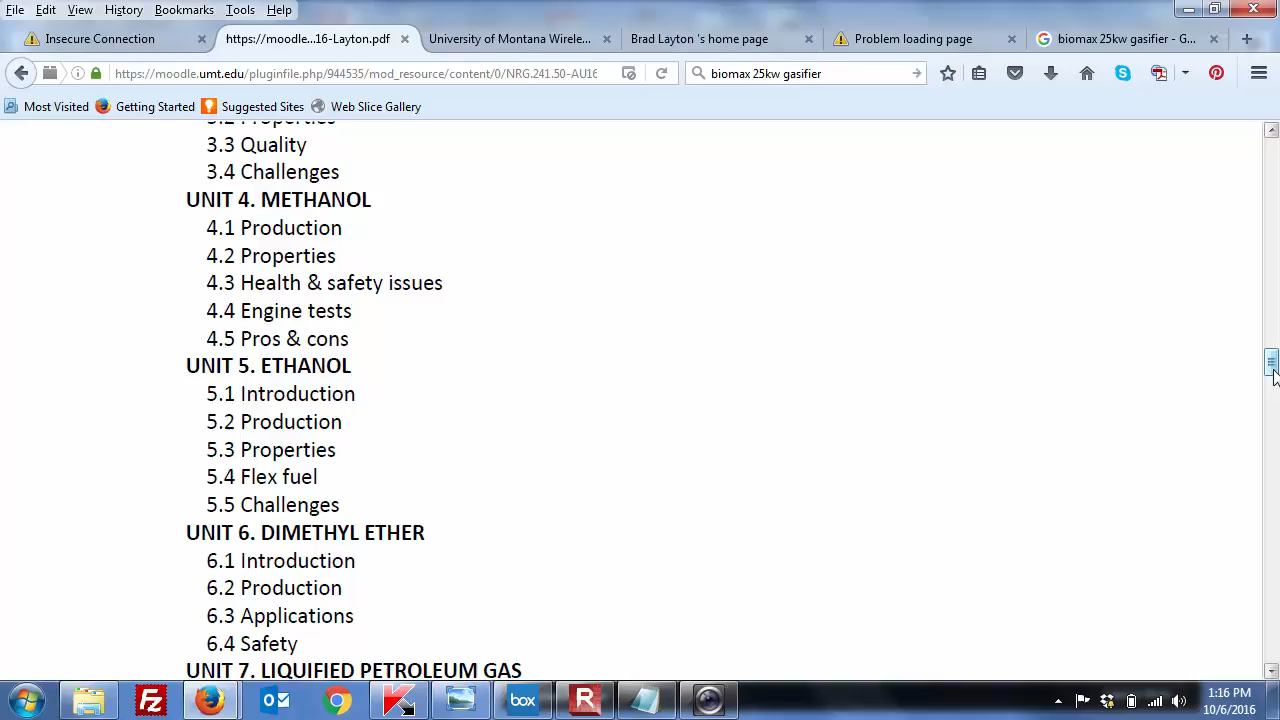 File Edit View History Bookmarks Tools Help
Insecure Connection
https://moodle...16-Layton.pdf
University of Montana Wirele...
Brad Layton 's home page
Problem loading page
biomax 25kw gasifier - G...
https://moodle.umt.edu/pluginfile.php/944535/mod_resource/content/0/NRG.241.50-AU16
biomax 25kw gasifier
Most Visited
Getting Started
Suggested Sites
Web Slice Gallery
3.2 Properties
3.3 Quality
3.4 Challenges
UNIT 4. METHANOL
4.1 Production
4.2 Properties
4.3 Health & safety issues
4.4 Engine tests
4.5 Pros & cons
UNIT 5. ETHANOL
5.1 Introduction
5.2 Production
5.3 Properties
5.4 Flex fuel
5.5 Challenges
UNIT 6. DIMETHYL ETHER
6.1 Introduction
6.2 Production
6.3 Applications
6.4 Safety
UNIT 7. LIQUIFIED PETROLEUM GAS
Fz
box
R
1:16 PM
10/6/2016